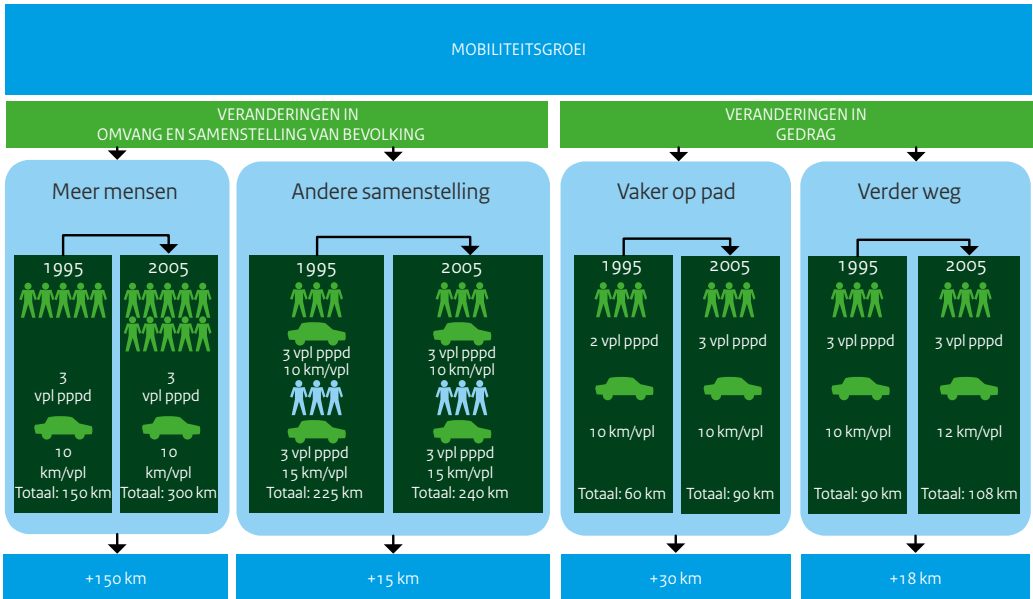 MOBILITEITSGROEI
VERANDERINGEN IN
OMVANG EN SAMENSTELLING VAN BEVOLKING
VERANDERINGEN IN
GEDRAG
Meer mensen
1995
3
vpl pppd
10
km/vpl
Totaal: 150 km
2005
3
vpl pppd
10
km/vpl
Totaal: 300 km
+150 km
Andere samenstelling
1995
3 vpl pppd
10 km/vpl
3 vpl pppd
15 km/vpl
Totaal: 225 km
2005
3 vpl pppd
10 km/vpl
3 vpl pppd
15 km/vpl
Totaal: 240 km
+15 km
Vaker op pad
1995
2 vpl pppd
10 km/vpl
Totaal: 60 km
2005
3 vpl pppd
10 km/vpl
Totaal: 90 km
+30 km
Verder weg
1995
3 vpl pppd
10 km/vpl
Totaal: 90 km
2005
3 vpl pppd
12 km/vpl
Totaal: 108 km
+18 km